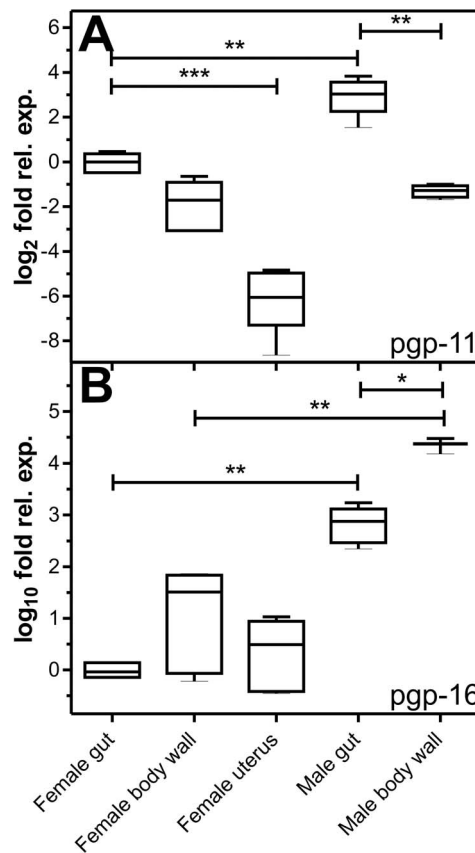 A
6
4
2
0
-2
-4
-6
-8
log2 fold rel. exp.
**
**
***
pgp-11
B
5
4
3
2
1
0
log10 fold rel. exp.
*
**
**
pgp-16
Female gut
Female body wall
Female uterus
Male gut
Male body wall